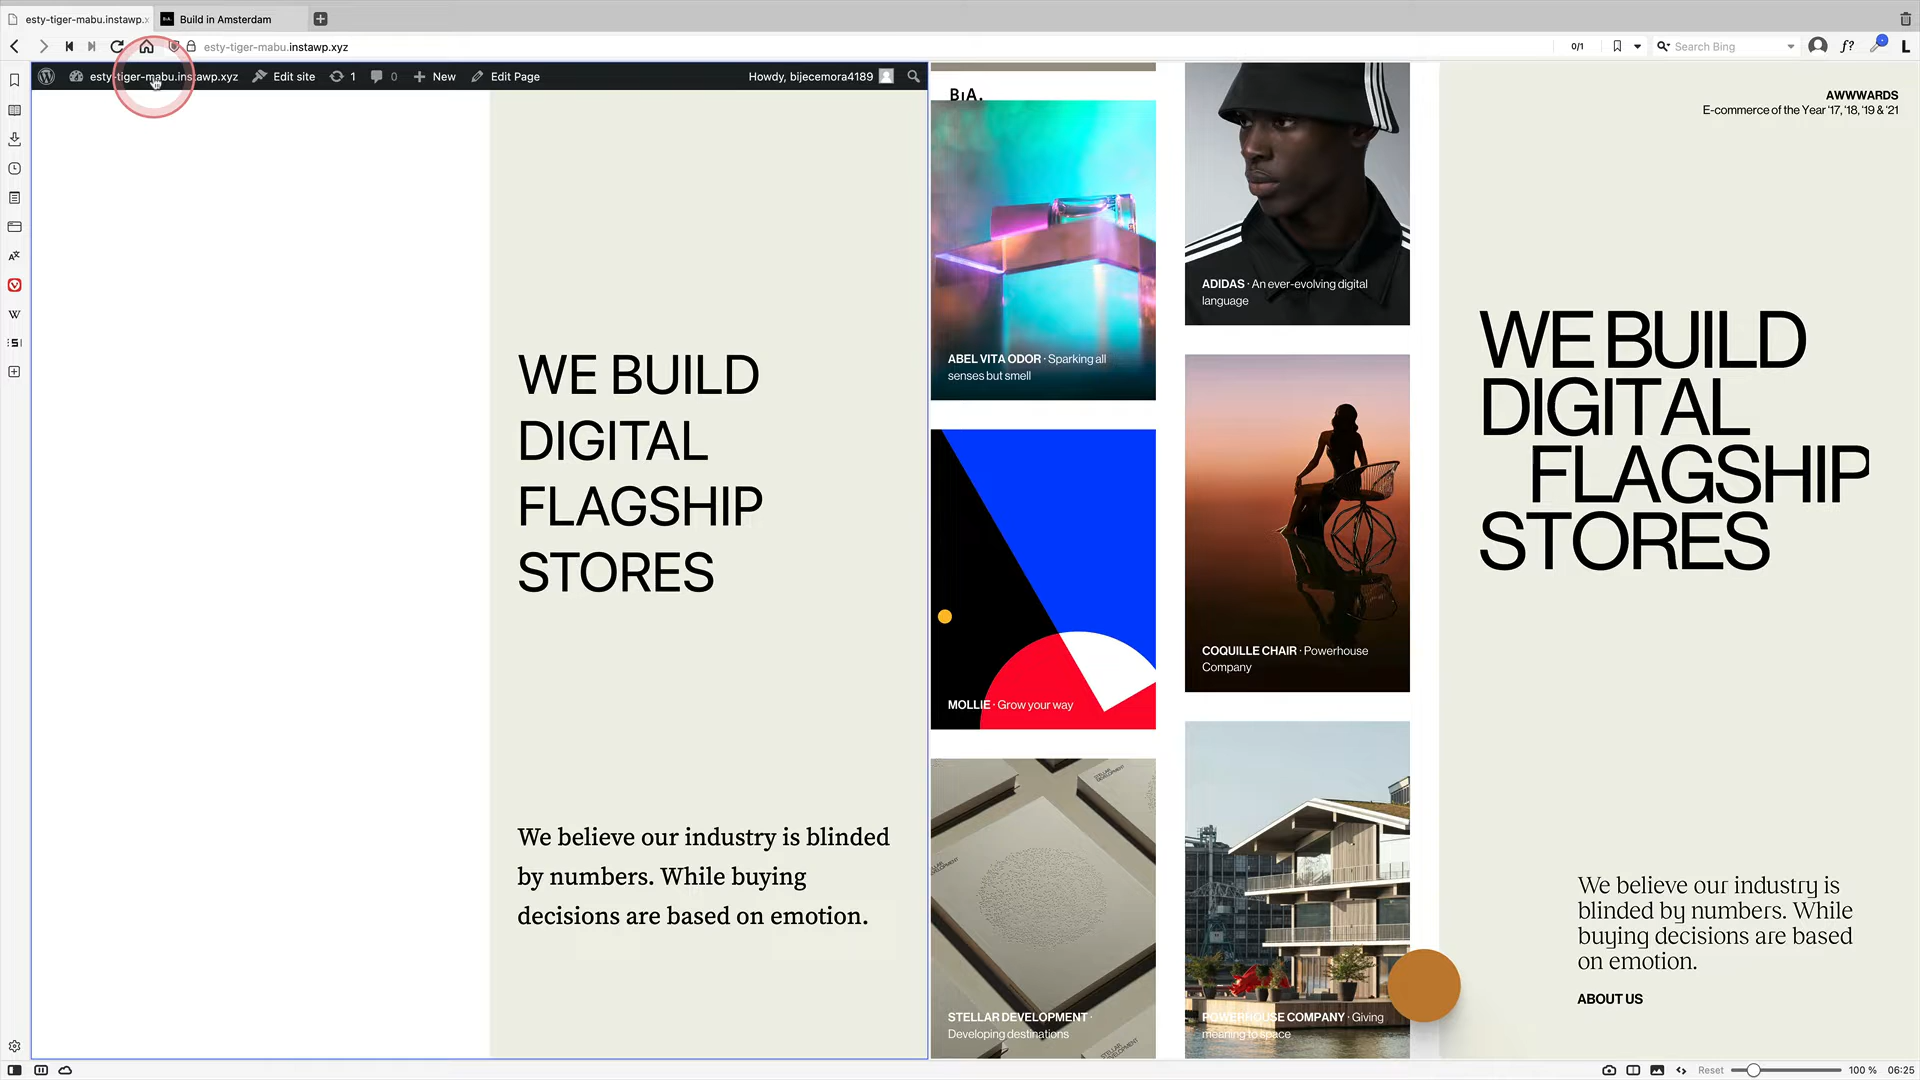 esty-tiger-mabu.instawp.x
Build in Amsterdam
esty-tiger-mabu.instawp.xyz
0/1
Search Bing
esty-tiger-mabu.instawp.xyz
Edit site
1
0
New
Edit Page
Howdy, bijecemora4189
WE BUILD
DIGITAL
FLAGSHIP
STORES
We believe our industry is blinded
by numbers. While buying
decisions are based on emotion.
BIA.
ABEL VITA ODOR · Sparking all
senses but smell
MOLLIE · Grow your way
STELLAR DEVELOPMENT ·
Developing destinations
ADIDAS · An ever-evolving digital
language
COQUILLE CHAIR · Powerhouse
Company
POWERHOUSE COMPANY · Giving
meaning to space
AWWWARDS
E-commerce of the Year '17, '18, '19 & '21
WE BUILD
DIGITAL
FLAGSHIP
STORES
We believe our industry is
blinded by numbers. While
buying decisions are based
on emotion.
ABOUT US
Reset
100 %
06:25